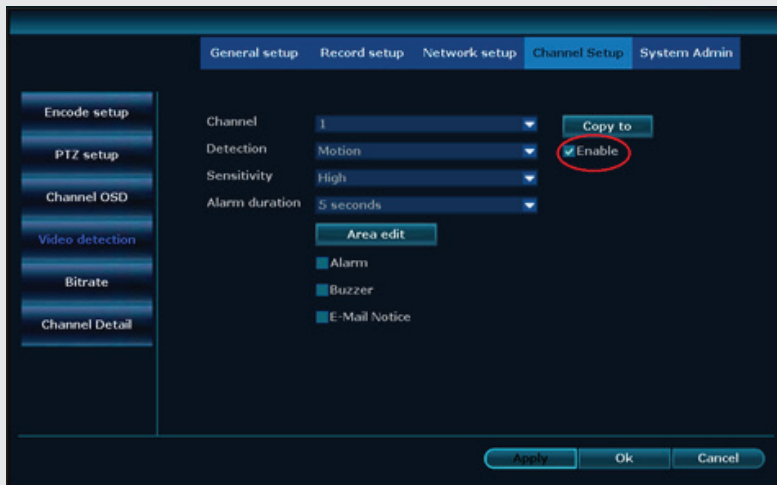 General setup Record setup Network setup Channel Setup System Admin
Encode setup
PTZ setup
Channel OSD
Video detection
Bitrate
Channel Detail
Channel 1 Copy to
Detection Motion Enable
Sensitivity High
Alarm duration 5 seconds
Area edit
Alarm
Buzzer
E-Mail Notice
Apply Ok Cancel